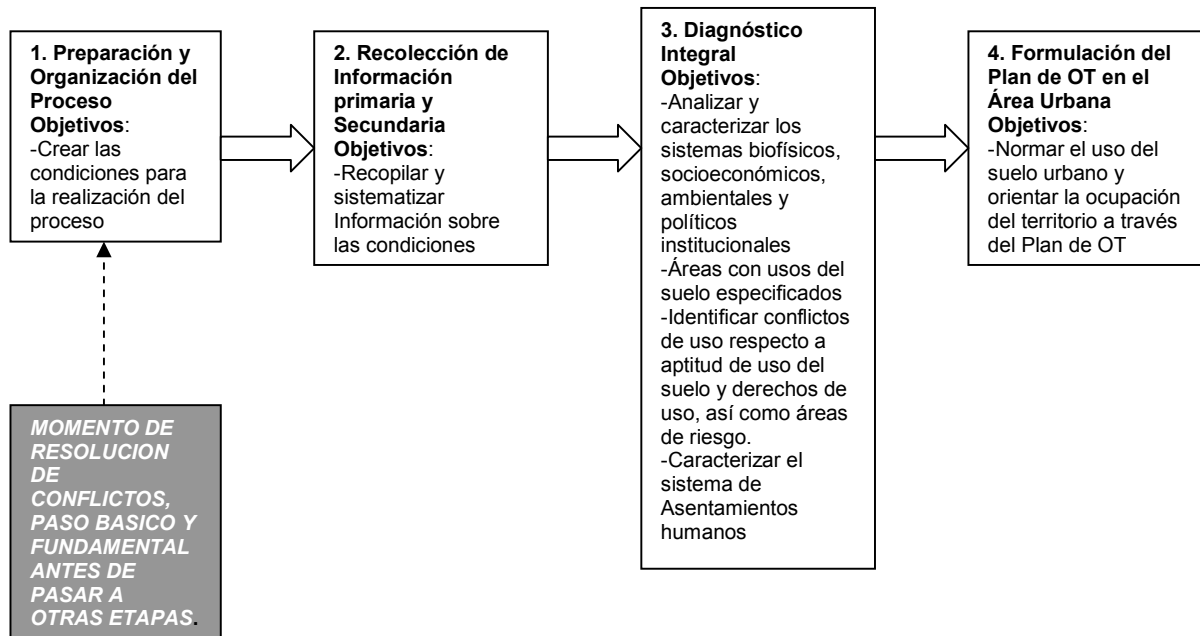 1. Preparación y
Organización del
Proceso
Objetivos:
-Crear las
condiciones para
la realización del
proceso
2. Recolección de
Información
primaria y
Secundaria
Objetivos:
-Recopilar y
sistematizar
Información sobre
las condiciones
3. Diagnóstico
Integral
Objetivos:
-Analizar y
caracterizar los
sistemas biofísicos,
socioeconómicos,
ambientales y
políticos
institucionales
-Áreas con usos del
suelo especificados
-Identificar conflictos
de uso respecto a
aptitud de uso del
suelo y derechos de
uso, así como áreas
de riesgo.
-Caracterizar el
sistema de
Asentamientos
humanos
4. Formulación del
Plan de OT en el
Área Urbana
Objetivos:
-Normar el uso del
suelo urbano y
orientar la ocupación
del territorio a través
del Plan de OT
MOMENTO DE
RESOLUCION
DE
CONFLICTOS,
PASO BASICO Y
FUNDAMENTAL
ANTES DE
PASAR A
OTRAS ETAPAS.